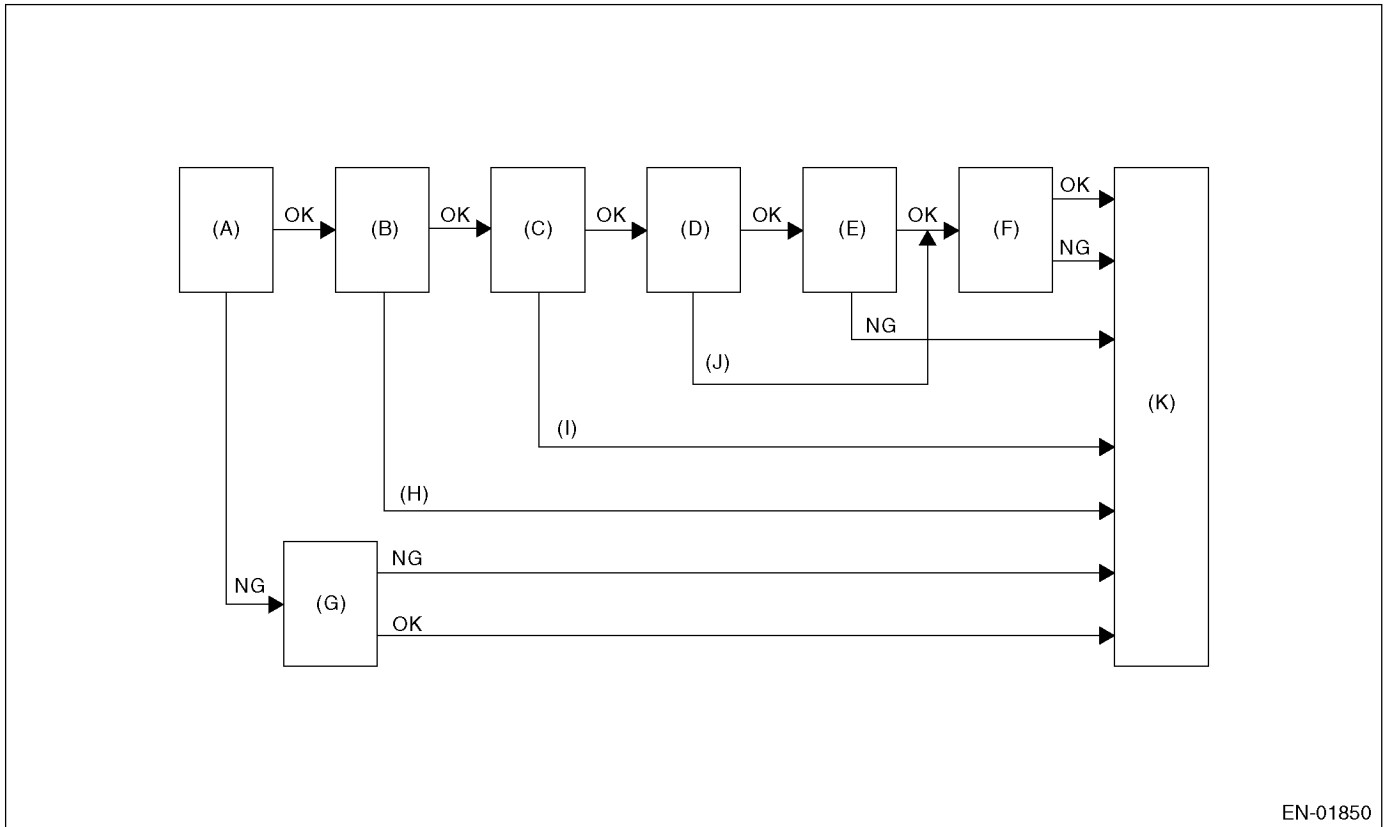 (A)
OK
(B)
OK
(C)
OK
(D)
OK
(E)
OK
(F)
OK
NG
NG
(J)
(K)
(I)
(H)
NG
(G)
NG
OK
EN-01850